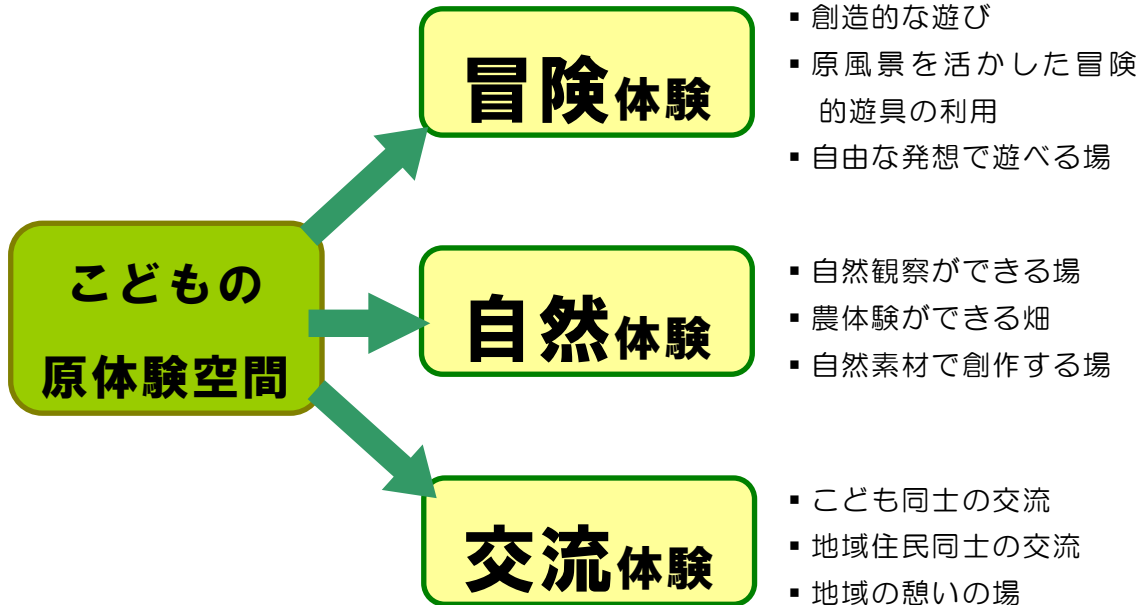 こどもの
原体験空間
冒険体験
▪ 創造的な遊び
▪ 原風景を活かした冒険
的遊具の利用
▪ 自由な発想で遊べる場
自然体験
▪ 自然観察ができる場
▪ 農体験ができる畑
▪ 自然素材で創作する場
交流体験
▪ こども同士の交流
▪ 地域住民同士の交流
▪ 地域の憩いの場